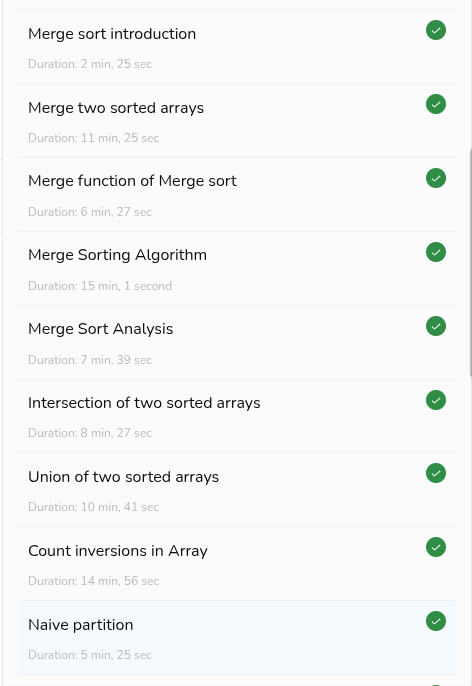 Merge sort introduction
Duration: 2 min, 25 sec
Merge two sorted arrays
Duration: 11 min, 25 sec
Merge function of Merge sort
Duration: 6 min, 27 sec
Merge Sorting Algorithm
Duration: 15 min, 1 second
Merge Sort Analysis
Duration: 7 min, 39 sec
Intersection of two sorted arrays
Duration: 8 min, 27 sec
Union of two sorted arrays
Duration: 10 min, 41 sec
Count inversions in Array
Duration: 14 min, 56 sec
Naive partition
Duration: 5 min, 25 sec